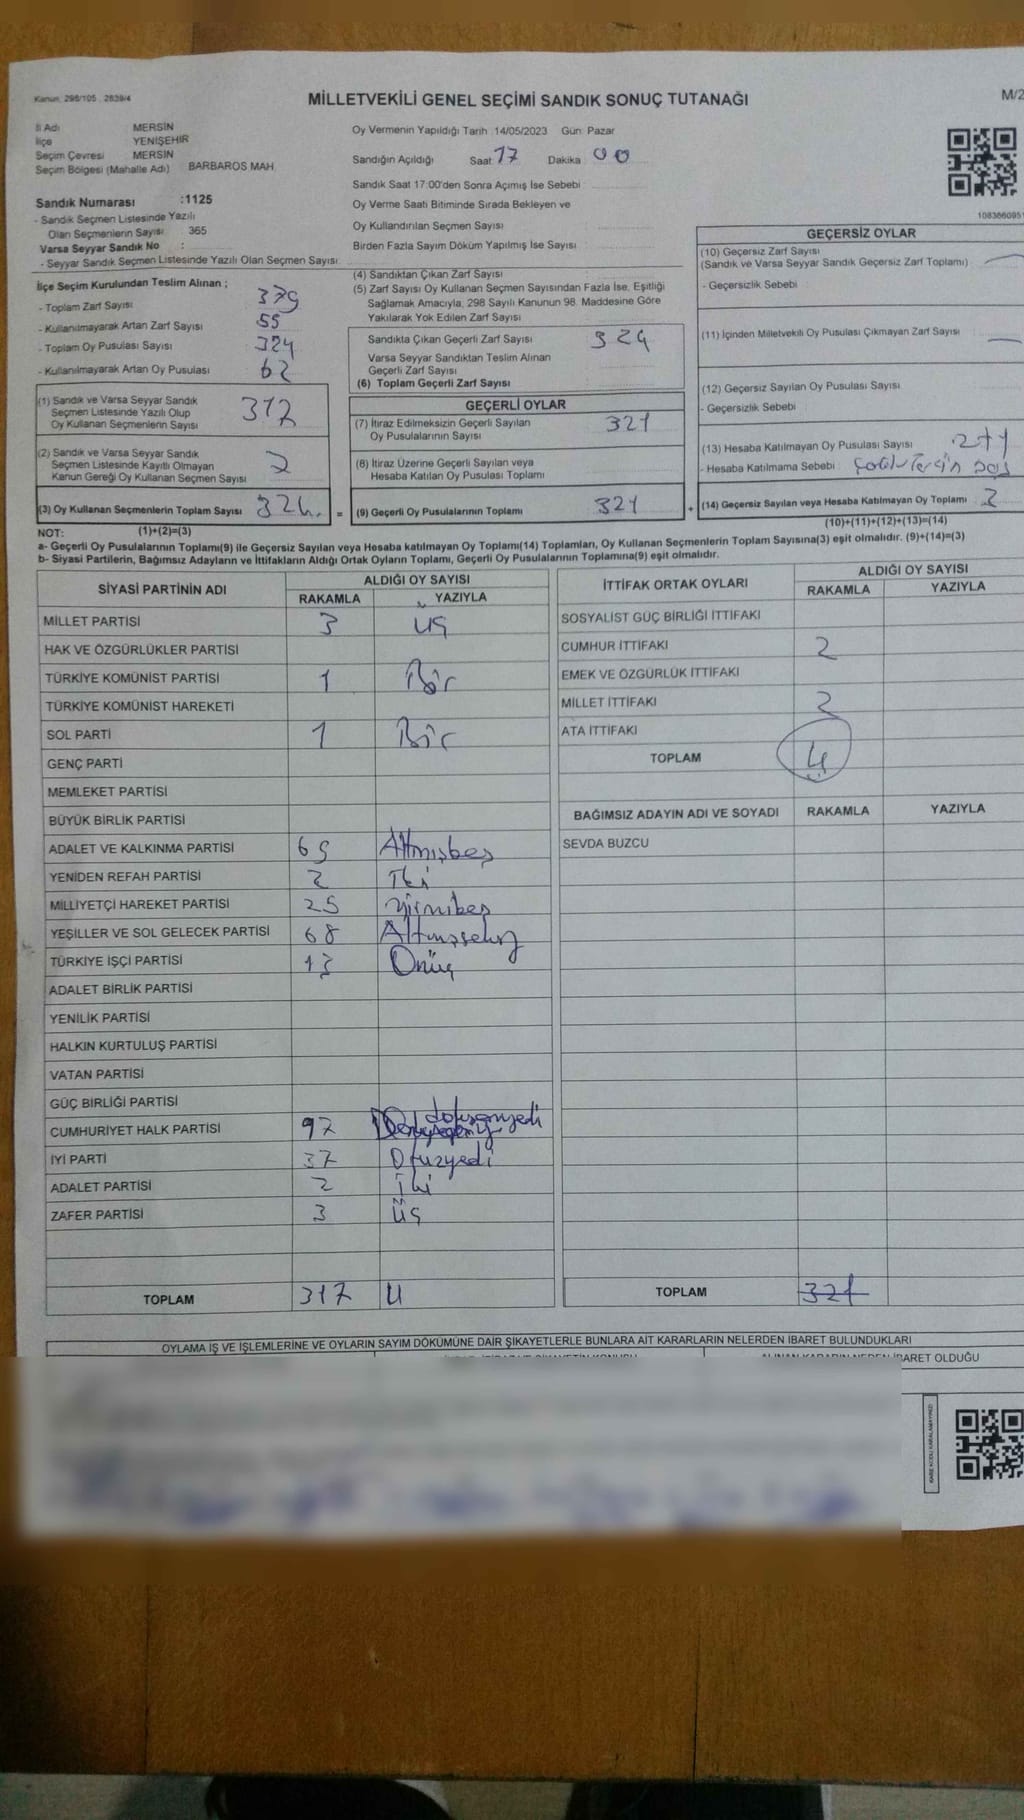 Kanun: 298/105 , 2839/4
MİLLETVEKİLİ GENEL SEÇİMİ SANDIK SONUÇ TUTANAĞI
M/2
İl Adı MERSİN
İlçe YENİŞEHİR
Seçim Çevresi MERSİN
Seçim Bölgesi (Mahalle Adı) BARBAROS MAH.
Sandık Numarası :1125
- Sandık Seçmen Listesinde Yazılı
Olan Seçmenlerin Sayısı 365
Varsa Seyyar Sandık No :
- Seyyar Sandık Seçmen Listesinde Yazılı Olan Seçmen Sayısı
Oy Vermenin Yapıldığı Tarih 14/05/2023 Gün: Pazar
Sandığın Açıldığı Saat 17 Dakika 00
Sandık Saat 17:00'den Sonra Açımış İse Sebebi
Oy Verme Saati Bitiminde Sırada Bekleyen ve
Oy Kullandırılan Seçmen Sayısı
Birden Fazla Sayım Döküm Yapılmış İse Sayısı
İlçe Seçim Kurulundan Teslim Alınan ;
- Toplam Zarf Sayısı 379
- Kullanılmayarak Artan Zarf Sayısı 55
- Toplam Oy Pusulası Sayısı 324
- Kullanılmayarak Artan Oy Pusulası 62
(1) Sandık ve Varsa Seyyar Sandık
Seçmen Listesinde Yazılı Olup
Oy Kullanan Seçmenlerin Sayısı
(2) Sandık ve Varsa Seyyar Sandık
Seçmen Listesinde Kayıtlı Olmayan
Kanun Gereği Oy Kullanan Seçmen Sayısı 2
(3) Oy Kullanan Seçmenlerin Toplam Sayısı 324 =
(4) Sandıktan Çıkan Zarf Sayısı
(5) Zarf Sayısı Oy Kullanan Seçmen Sayısından Fazla İse, Eşitliği
Sağlamak Amacıyla, 298 Sayılı Kanunun 98. Maddesine Göre
Yakılarak Yok Edilen Zarf Sayısı
Sandıkta Çıkan Geçerli Zarf Sayısı 324
Varsa Seyyar Sandıktan Teslim Alınan
Geçerli Zarf Sayısı
(6) Toplam Geçerli Zarf Sayısı
GEÇERLİ OYLAR
(7) İtiraz Edilmeksizin Geçerli Sayılan
Oy Pusulalarının Sayısı 321
(8) İtiraz Üzerine Geçerli Sayılan veya
Hesaba Katılan Oy Pusulası Toplamı
(9) Geçerli Oy Pusulalarının Toplamı 321 +
GEÇERSİZ OYLAR
(10) Geçersiz Zarf Sayısı
(Sandık ve Varsa Seyyar Sandık Geçersiz Zarf Toplamı)
- Geçersizlik Sebebi
(11) İçinden Milletvekili Oy Pusulası Çıkmayan Zarf Sayısı
(12) Geçersiz Sayılan Oy Pusulası Sayısı
- Geçersizlik Sebebi
(13) Hesaba Katılmayan Oy Pusulası Sayısı 2+1
- Hesaba Katılmama Sebebi
(14) Geçersiz Sayılan veya Hesaba Katılmayan Oy Toplamı
NOT: (1)+(2)=(3)
(10)+(11)+(12)+(13)=(14)
a- Geçerli Oy Pusulalarının Toplamı(9) ile Geçersiz Sayılan veya Hesaba katılmayan Oy Toplamı(14) Toplamları, Oy Kullanan Seçmenlerin Toplam Sayısına(3) eşit olmalıdır. (9)+(14)=(3)
b- Siyasi Partilerin, Bağımsız Adayların ve İttifakların Aldığı Ortak Oyların Toplamı, Geçerli Oy Pusulalarının Toplamına(9) eşit olmalıdır.
SİYASİ PARTİNİN ADI ALDIĞI OY SAYISI
RAKAMLA YAZIYLA
MİLLET PARTİSİ 3 üç
HAK VE ÖZGÜRLÜKLER PARTİSİ
TÜRKİYE KOMÜNİST PARTİSİ 1 Bir
TÜRKİYE KOMÜNİST HAREKETİ
SOL PARTİ 1 Bir
GENÇ PARTİ
MEMLEKET PARTİSİ
BÜYÜK BİRLİK PARTİSİ
ADALET VE KALKINMA PARTİSİ 65 Altmışbeş
YENİDEN REFAH PARTİSİ 2 İki
MİLLİYETÇİ HAREKET PARTİSİ 25 yirmibeş
YEŞİLLER VE SOL GELECEK PARTİSİ 68 Altmışsekiz
TÜRKİYE İŞÇİ PARTİSİ 13 Onüç
ADALET BİRLİK PARTİSİ
YENİLİK PARTİSİ
HALKIN KURTULUŞ PARTİSİ
VATAN PARTİSİ
GÜÇ BİRLİĞİ PARTİSİ
CUMHURİYET HALK PARTİSİ 97 doksanyedi
İYİ PARTİ 37 Otuzyedi
ADALET PARTİSİ 2 İki
ZAFER PARTİSİ 3 üç
TOPLAM 317
İTTİFAK ORTAK OYLARI ALDIĞI OY SAYISI
RAKAMLA YAZIYLA
SOSYALİST GÜÇ BİRLİĞİ İTTİFAKI
CUMHUR İTTİFAKI 2
EMEK VE ÖZGÜRLÜK İTTİFAKI
MİLLET İTTİFAKI 2
ATA İTTİFAKI
TOPLAM 4
BAĞIMSIZ ADAYIN ADI VE SOYADI RAKAMLA YAZIYLA
SEVDA BUZCU
TOPLAM 321
OYLAMA İŞ VE İŞLEMLERİNE VE OYLARIN SAYIM DÖKÜMÜNE DAİR ŞİKAYETLERLE BUNLARA AİT KARARLARIN NELERDEN İBARET BULUNDUKLARI
ALINAN KARARIN NEDEN İBARET OLDUĞU
KARE KODU KARALAMAYINIZ!